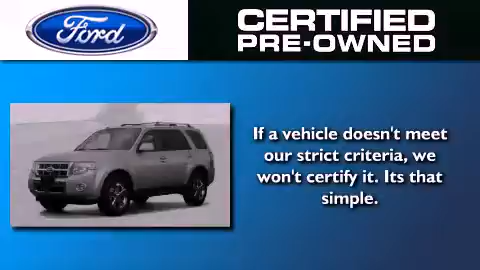 Ford
CERTIFIED
PRE-OWNED
If a vehicle doesn't meet
our strict criteria, we
won't certify it. Its that
simple.